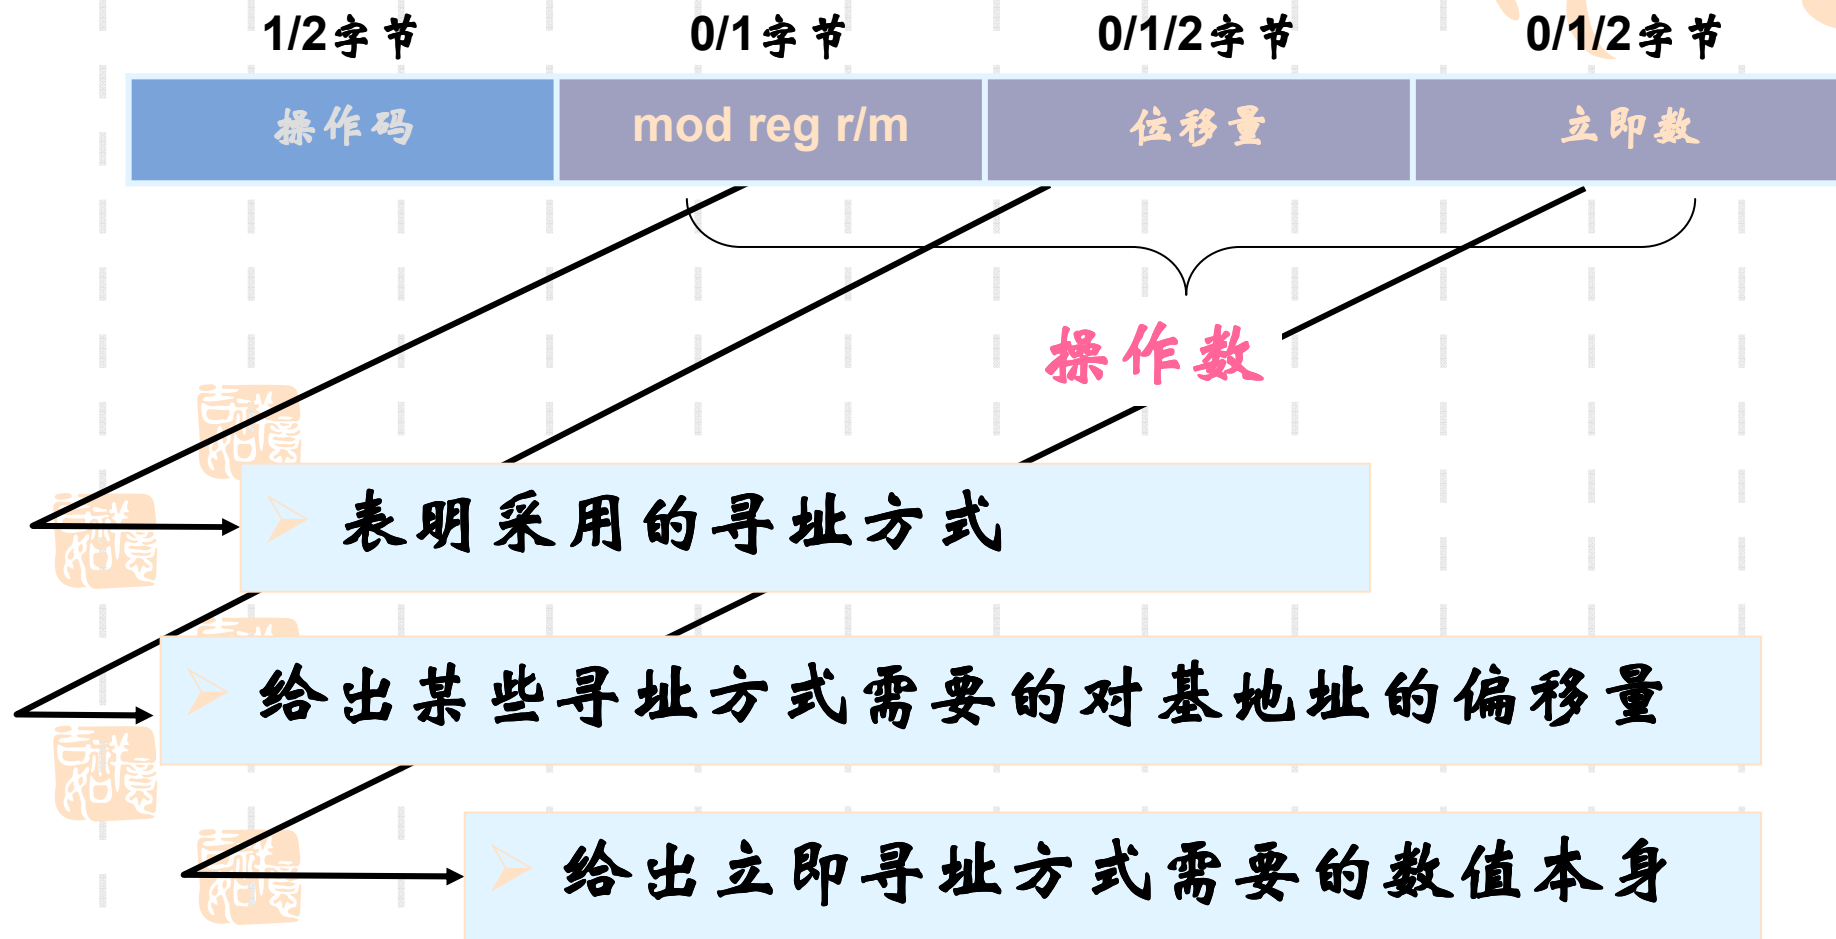 1/2字节 0/1字节 0/1/2字节 0/1/2字节
操作码 mod reg r/m 位移量 立即数
操作数
表明采用的寻址方式
给出某些寻址方式需要的对基地址的偏移量
给出立即寻址方式需要的数值本身